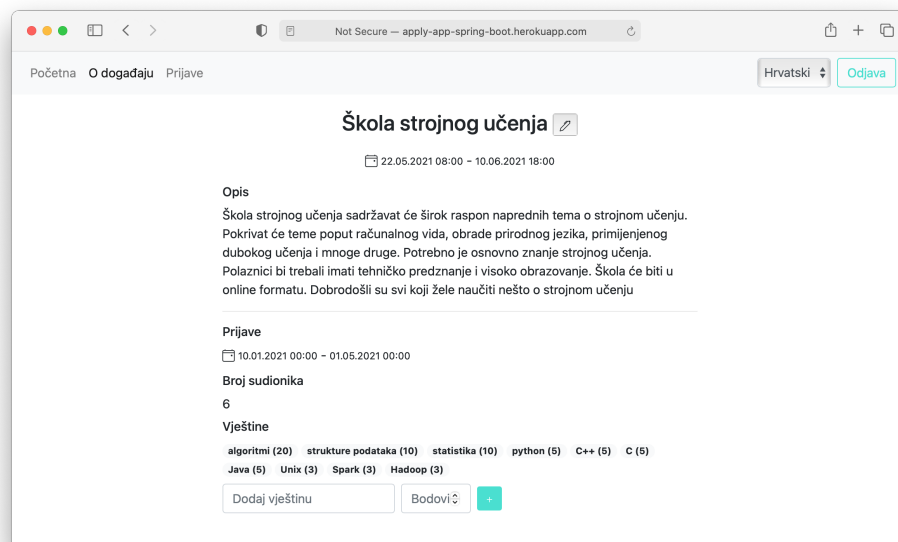 Not Secure — apply-app-spring-boot.herokuapp.com
Početna O događaju Prijave Hrvatski Odjava
Škola strojnog učenja
22.05.2021 08:00 - 10.06.2021 18:00
Opis
Škola strojnog učenja sadržavat će širok raspon naprednih tema o strojnom učenju.
Pokrivat će teme poput računalnog vida, obrade prirodnog jezika, primijenjenog
dubokog učenja i mnoge druge. Potrebno je osnovno znanje strojnog učenja.
Polaznici bi trebali imati tehničko predznanje i visoko obrazovanje. Škola će biti u
online formatu. Dobrodošli su svi koji žele naučiti nešto o strojnom učenju
Prijave
10.01.2021 00:00 - 01.05.2021 00:00
Broj sudionika
6
Vještine
algoritmi (20) strukture podataka (10) statistika (10) python (5) C++ (5) C (5)
Java (5) Unix (3) Spark (3) Hadoop (3)
Dodaj vještinu Bodovi +